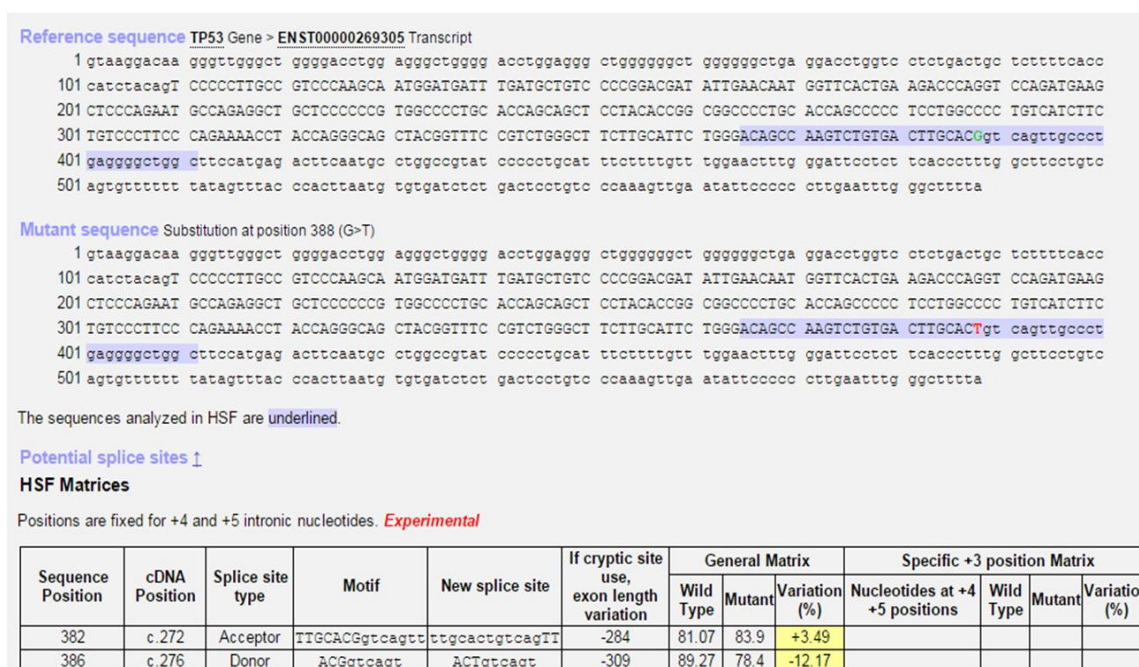 Reference sequence TP53 Gene > ENST00000269305 Transcript
1 gtaaggacaa gggttgggct ggggacctgg agggctgggg acctggaggg ctggggggct ggggggctga ggacctggtc ctctgactgc tcttttcacc
101 catctacagT CCCCCTTGCC GTCCCAAGCA ATGGATGATT TGATGCTGTC CCCGGACGAT ATTGAACAAT GGTTCACTGA AGACCCAGGT CCAGATGAAG
201 CTCCCAGAAT GCCAGAGGCT GCTCCCCCCG TGGCCCCTGC ACCAGCAGCT CCTACACCGG CGGCCCCTGC ACCAGCCCCC TCCTGGCCCC TGTCATCTTC
301 TGTCCCTTCC CAGAAAACCT ACCAGGGCAG CTACGGTTTC CGTCTGGGCT TCTTGCATTC TGGGACAGCC AAGTCTGTGA CTTGCACGgt cagttgccct
401 gaggggctgg cttccatgag acttcaatgc ctggccgtat ccccctgcat ttcttttgtt tggaactttg ggattcctct tcaccctttg gcttcctgtc
501 agtgtttttt tatagtttac ccacttaatg tgtgatctct gactcctgtc ccaaagttga atattccccc cttgaatttg ggctttta
Mutant sequence Substitution at position 388 (G>T)
1 gtaaggacaa gggttgggct ggggacctgg agggctgggg acctggaggg ctggggggct ggggggctga ggacctggtc ctctgactgc tcttttcacc
101 catctacagT CCCCCTTGCC GTCCCAAGCA ATGGATGATT TGATGCTGTC CCCGGACGAT ATTGAACAAT GGTTCACTGA AGACCCAGGT CCAGATGAAG
201 CTCCCAGAAT GCCAGAGGCT GCTCCCCCCG TGGCCCCTGC ACCAGCAGCT CCTACACCGG CGGCCCCTGC ACCAGCCCCC TCCTGGCCCC TGTCATCTTC
301 TGTCCCTTCC CAGAAAACCT ACCAGGGCAG CTACGGTTTC CGTCTGGGCT TCTTGCATTC TGGGACAGCC AAGTCTGTGA CTTGCACTgt cagttgccct
401 gaggggctgg cttccatgag acttcaatgc ctggccgtat ccccctgcat ttcttttgtt tggaactttg ggattcctct tcaccctttg gcttcctgtc
501 agtgtttttt tatagtttac ccacttaatg tgtgatctct gactcctgtc ccaaagttga atattccccc cttgaatttg ggctttta
The sequences analyzed in HSF are underlined.
Potential splice sites ↑
HSF Matrices
Positions are fixed for +4 and +5 intronic nucleotides. Experimental
Sequence Position cDNA Position Splice site type Motif New splice site If cryptic site use, exon length variation General Matrix Specific +3 position Matrix
Wild Type Mutant Variation (%) Nucleotides at +4 +5 positions Wild Type Mutant Variatio (%)
382 c.272 Acceptor TTGCACGgtcagtt ttgcactgtcagTT -284 81.07 83.9 +3.49
386 c.276 Donor ACGgtcagt ACTgtcagt -309 89.27 78.4 -12.17